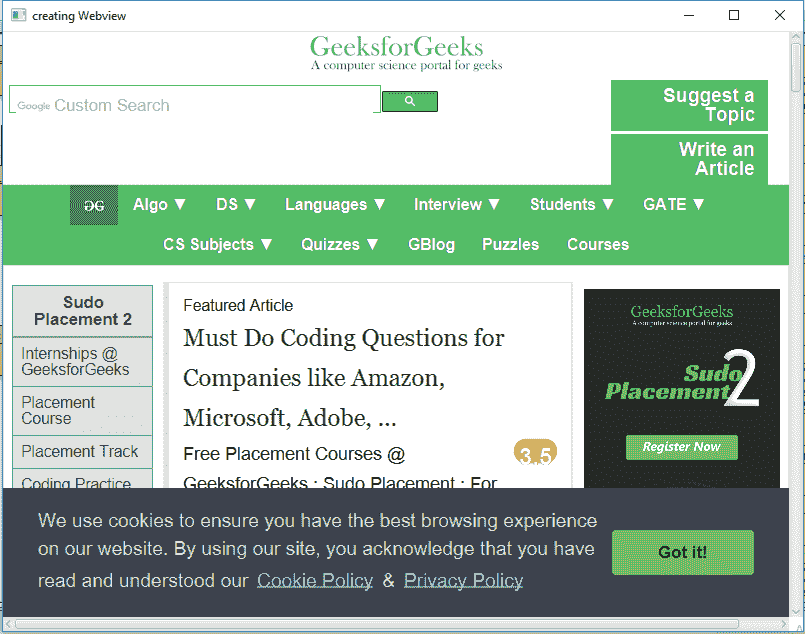 creating Webview
GeeksforGeeks
A computer science portal for geeks
Google Custom Search
Suggest a
Topic
Write an
Article
GG Algo ▼ DS ▼ Languages ▼ Interview ▼ Students ▼ GATE ▼
CS Subjects ▼ Quizzes ▼ GBlog Puzzles Courses
Sudo
Placement 2
Internships @
GeeksforGeeks
Placement
Course
Placement Track
Coding Practice
Featured Article
Must Do Coding Questions for
Companies like Amazon,
Microsoft, Adobe, ...
Free Placement Courses @
3.5
GeeksforGeeks : Sudo Placement : For
GeeksforGeeks
A computer science portal for geeks
Sudo
Placement 2
Register Now
We use cookies to ensure you have the best browsing experience
on our website. By using our site, you acknowledge that you have
read and understood our Cookie Policy & Privacy Policy
Got it!